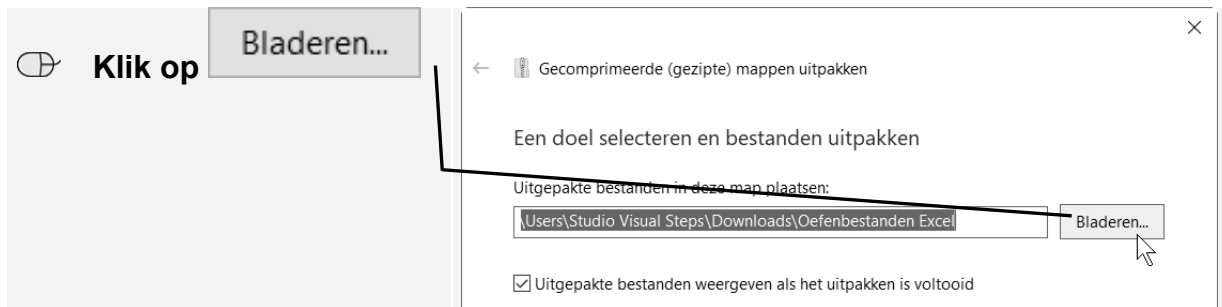 Klik op Bladeren...
Gecomprimeerde (gezipte) mappen uitpakken
Een doel selecteren en bestanden uitpakken
Uitgepakte bestanden in deze map plaatsen:
\Users\Studio Visual Steps\Downloads\Oefenbestanden Excel
Bladeren...
Uitgepakte bestanden weergeven als het uitpakken is voltooid